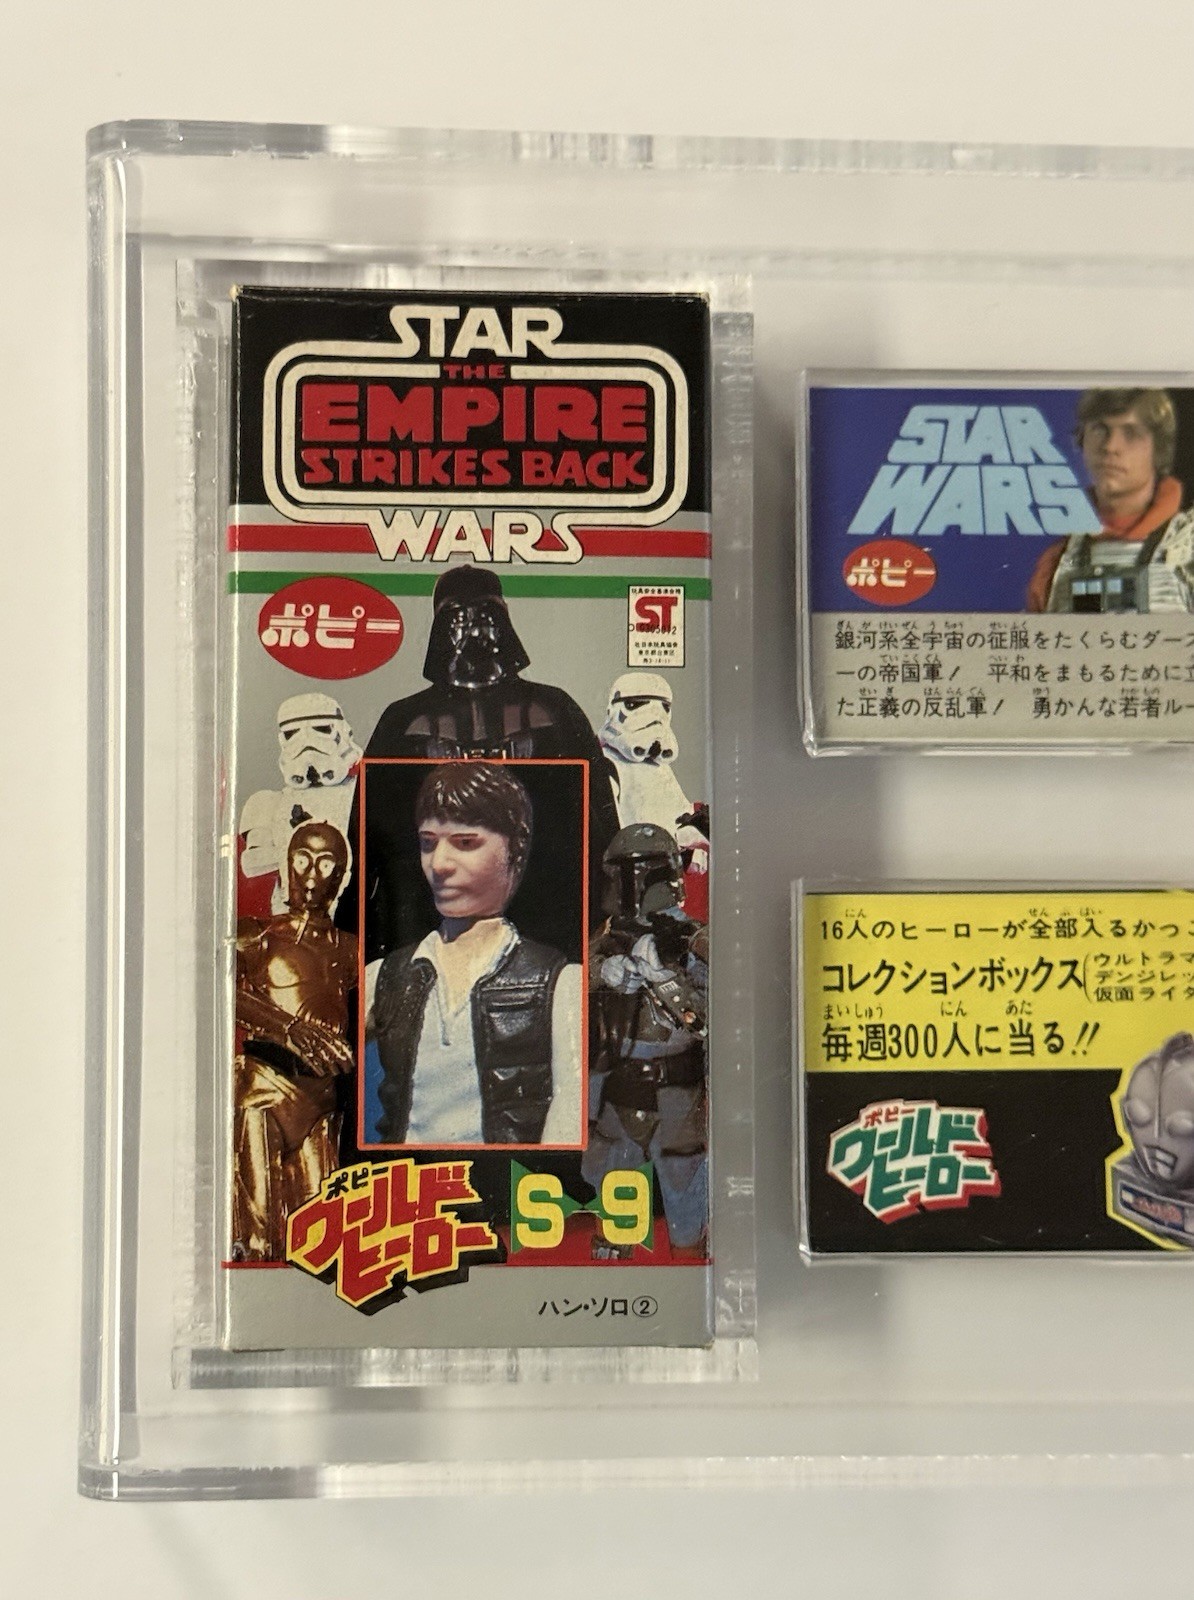 STAR
THE
EMPIRE
STRIKES BACK
WARS
ポピー
ST
ポピー
ワールド
ヒーロー
S-9
ハン・ソロ②
STAR
WARS
ポピー
銀河系全宇宙の征服をたくらむダース
ーの帝国軍! 平和をまもるために立
た正義の反乱軍! 勇かんな若者ルー
16人のヒーローが全部入るかっこ
コレクションボックス(ウルトラマ
デンジレッ
仮面ライダ
毎週300人に当る!!
ポピー
ワールド
ヒーロー